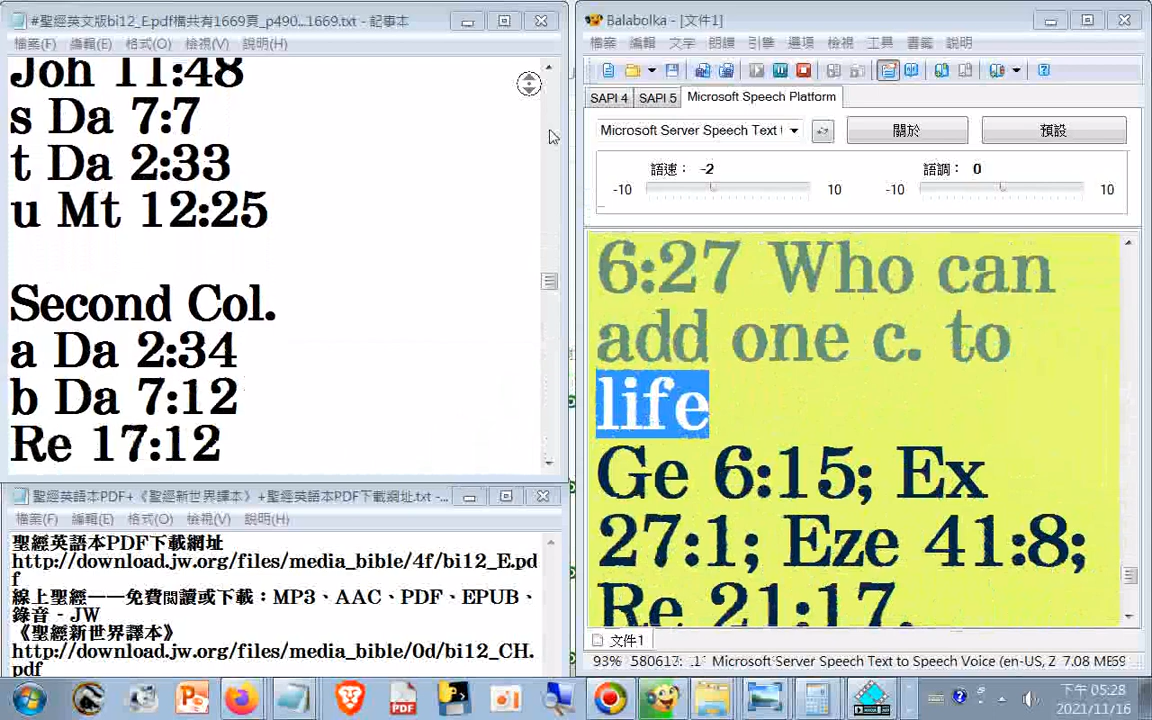 #聖經英文版bi12_E.pdf檔共有1669頁_p490...1669.txt - 記事本
檔案(F) 編輯(E) 格式(O) 檢視(V) 說明(H)
Joh 11:48
s Da 7:7
t Da 2:33
u Mt 12:25
Second Col.
a Da 2:34
b Da 7:12
Re 17:12
聖經英語本PDF+《聖經新世界譯本》+聖經英語本PDF下載網址.txt -...
檔案(F) 編輯(E) 格式(O) 檢視(V) 說明(H)
聖經英語本PDF下載網址
http://download.jw.org/files/media_bible/4f/bi12_E.pd
f
線上聖經——免費閱讀或下載：MP3、AAC、PDF、EPUB、
錄音 - JW
《聖經新世界譯本》
http://download.jw.org/files/media_bible/0d/bi12_CH.
pdf
Balabolka - [文件1]
檔案 編輯 文字 朗讀 引擎 選項 檢視 工具 書籤 說明
SAPI 4 SAPI 5 Microsoft Speech Platform
Microsoft Server Speech Text 關於 預設
語速： -2 語調： 0
-10 10 -10 10
6:27 Who can
add one c. to
life
Ge 6:15; Ex
27:1; Eze 41:8;
Re 21:17.
文件1
93% 580617: Microsoft Server Speech Text to Speech Voice (en-US, Z 7.08 ME
PDF
下午 05:28
2021/11/16